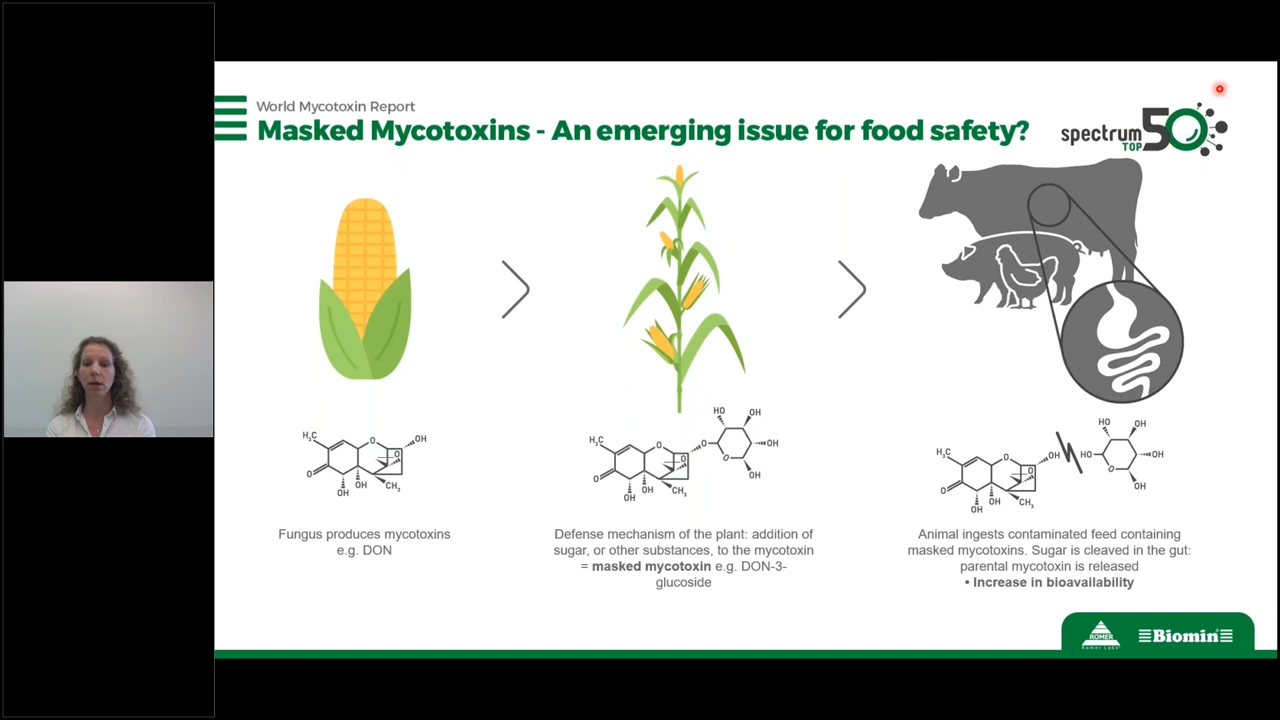 World Mycotoxin Report
Masked Mycotoxins - An emerging issue for food safety?
spectrum
TOP
50
H₃C
O
OH
O
O
OH
OH
CH₃
HO
OH
H₃C
O
O
OH
O
O
O
OH
OH
OH
CH₃
HO
OH
H₃C
O
OH
HO
OH
O
O
O
OH
OH
OH
CH₃
Fungus produces mycotoxins
e.g. DON
Defense mechanism of the plant: addition of
sugar, or other substances, to the mycotoxin
= masked mycotoxin e.g. DON-3-
glucoside
Animal ingests contaminated feed containing
masked mycotoxins. Sugar is cleaved in the gut:
parental mycotoxin is released
• Increase in bioavailability
ROMER
Romer Labs®
Biomin®